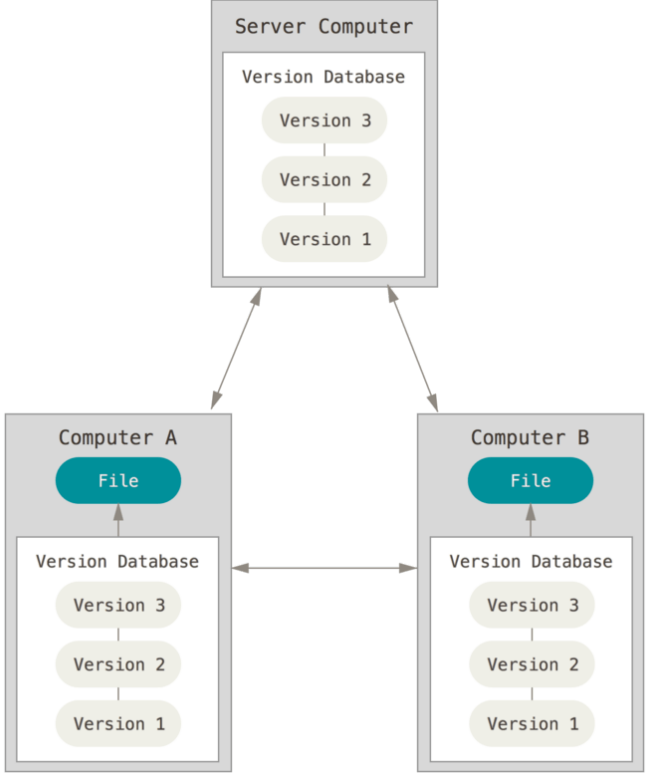 Server Computer
Version Database
Version 3
Version 2
Version 1
Computer A
File
Version Database
Version 3
Version 2
Version 1
Computer B
File
Version Database
Version 3
Version 2
Version 1